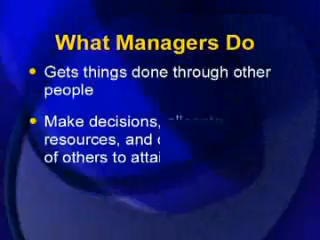 What Managers Do
Gets things done through other
people
Make decisions,
resources, and
of others to